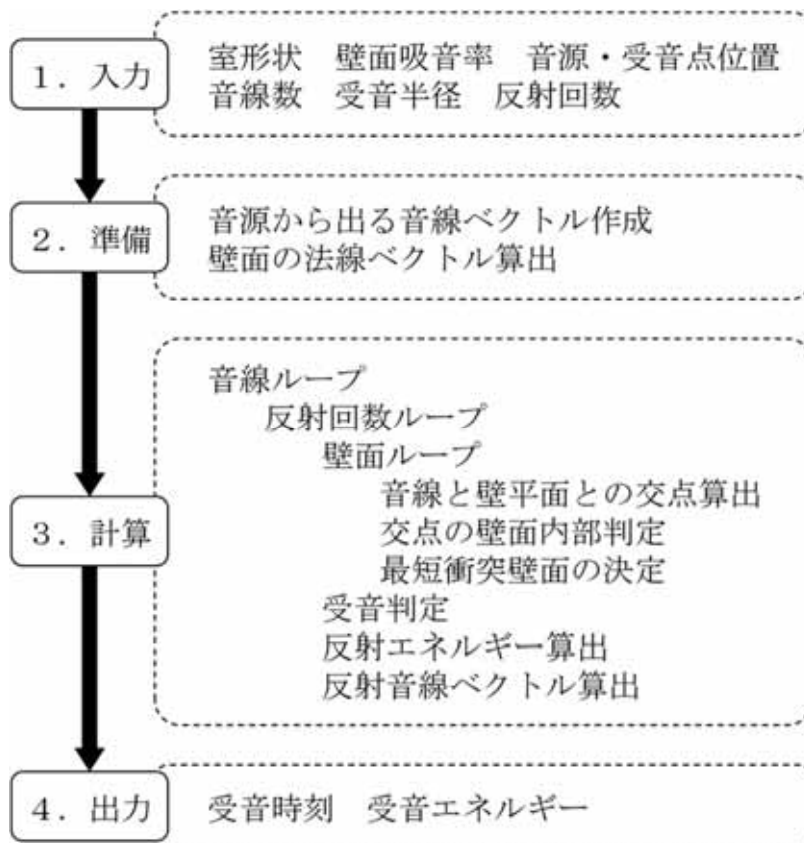 1．入力
室形状　壁面吸音率　音源・受音点位置
音線数　受音半径　反射回数
2．準備
音源から出る音線ベクトル作成
壁面の法線ベクトル算出
3．計算
音線ループ
反射回数ループ
壁面ループ
音線と壁平面との交点算出
交点の壁面内部判定
最短衝突壁面の決定
受音判定
反射エネルギー算出
反射音線ベクトル算出
4．出力
受音時刻　受音エネルギー